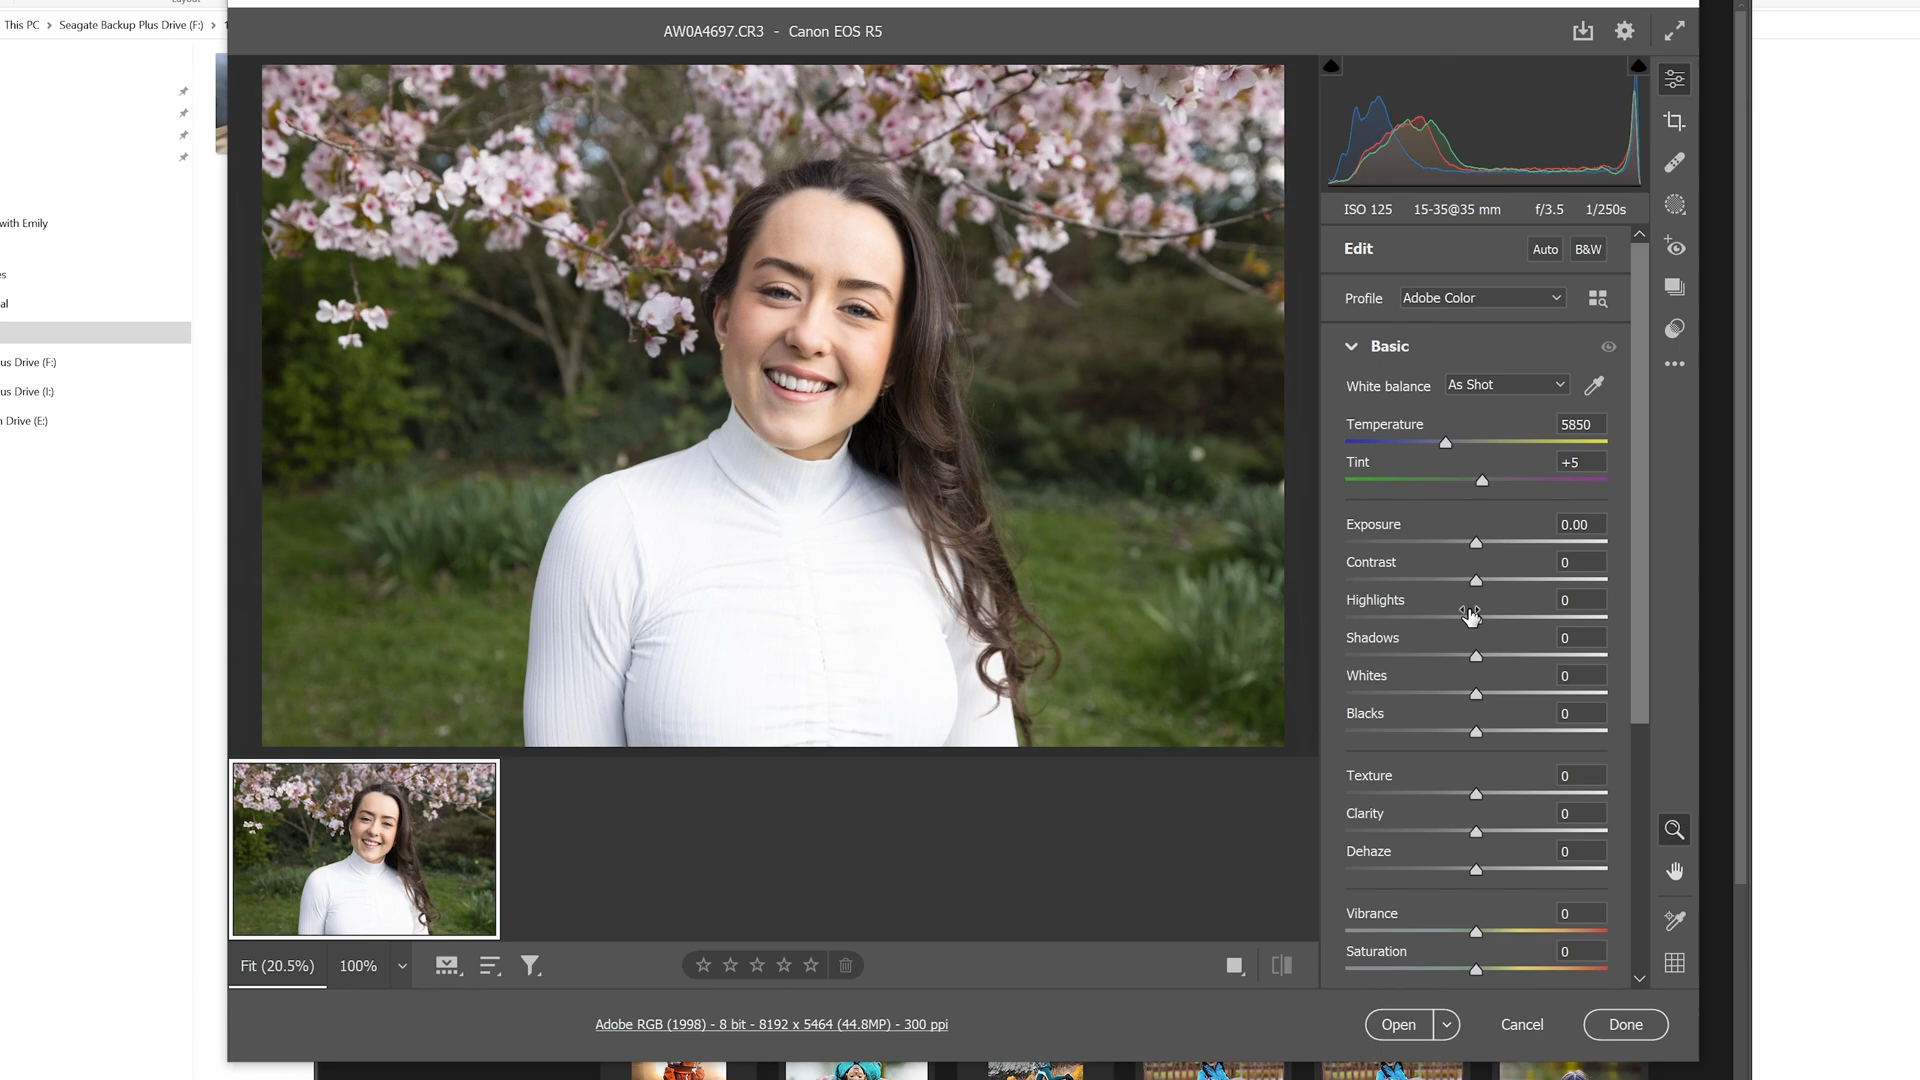 Layout
This PC > Seagate Backup Plus Drive (F:) >
with Emily
es
al
us Drive (F:)
us Drive (I:)
n Drive (E:)
AW0A4697.CR3 - Canon EOS R5
ISO 125 15-35@35 mm f/3.5 1/250s
Edit Auto B&W
Profile Adobe Color
Basic
White balance As Shot
Temperature 5850
Tint +5
Exposure 0.00
Contrast 0
Highlights 0
Shadows 0
Whites 0
Blacks 0
Texture 0
Clarity 0
Dehaze 0
Vibrance 0
Saturation 0
Fit (20.5%) 100%
Adobe RGB (1998) - 8 bit - 8192 x 5464 (44.8MP) - 300 ppi
Open Cancel Done